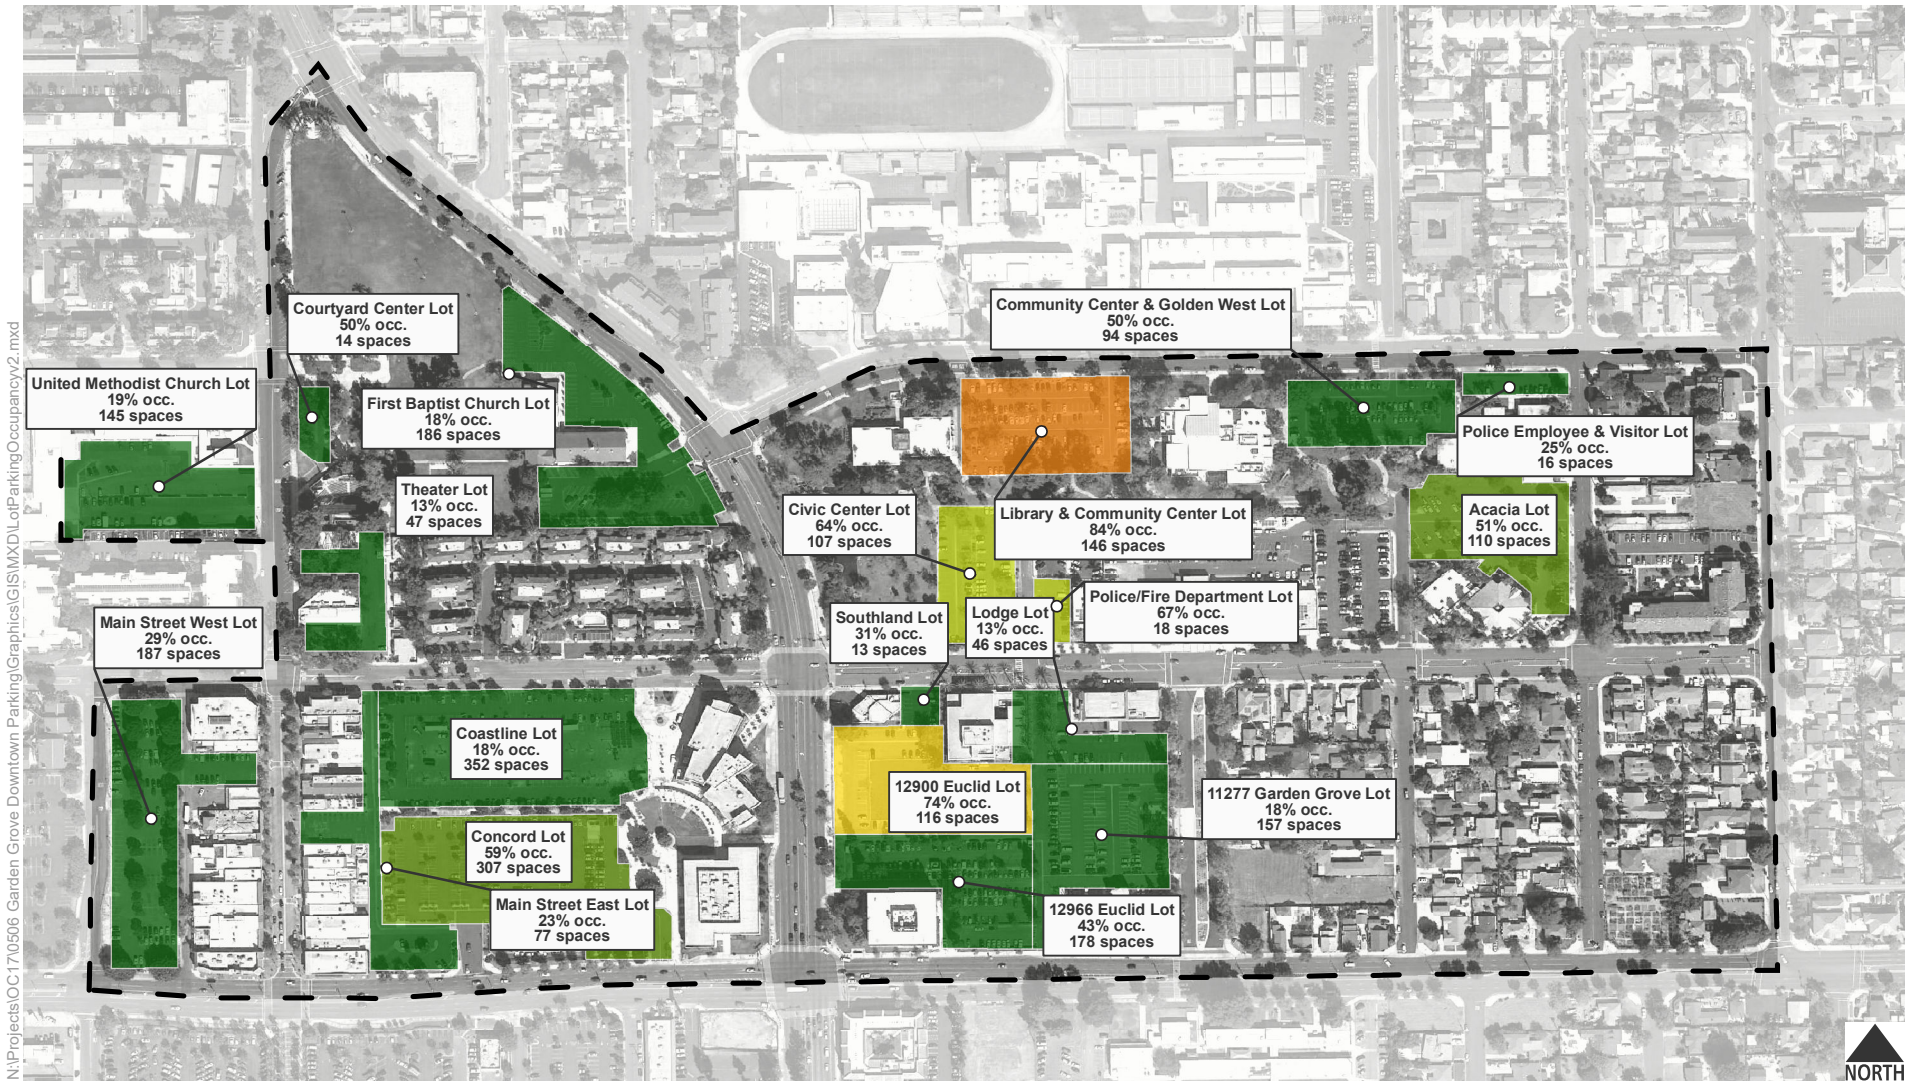 Courtyard Center Lot
50% occ.
14 spaces
Community Center & Golden West Lot
50% occ.
94 spaces
United Methodist Church Lot
19% occ.
145 spaces
First Baptist Church Lot
18% occ.
186 spaces
Police Employee & Visitor Lot
25% occ.
16 spaces
Theater Lot
13% occ.
47 spaces
Civic Center Lot
64% occ.
107 spaces
Library & Community Center Lot
84% occ.
146 spaces
Acacia Lot
51% occ.
110 spaces
Main Street West Lot
29% occ.
187 spaces
Southland Lot
31% occ.
13 spaces
Lodge Lot
13% occ.
46 spaces
Police/Fire Department Lot
67% occ.
18 spaces
Coastline Lot
18% occ.
352 spaces
12900 Euclid Lot
74% occ.
116 spaces
11277 Garden Grove Lot
18% occ.
157 spaces
Concord Lot
59% occ.
307 spaces
Main Street East Lot
23% occ.
77 spaces
12966 Euclid Lot
43% occ.
178 spaces
N:\Projects\OC17\0506 Garden Grove Downtown Parking\Graphics\GIS\MXD\LotParkingOccupancyv2.mxd
NORTH